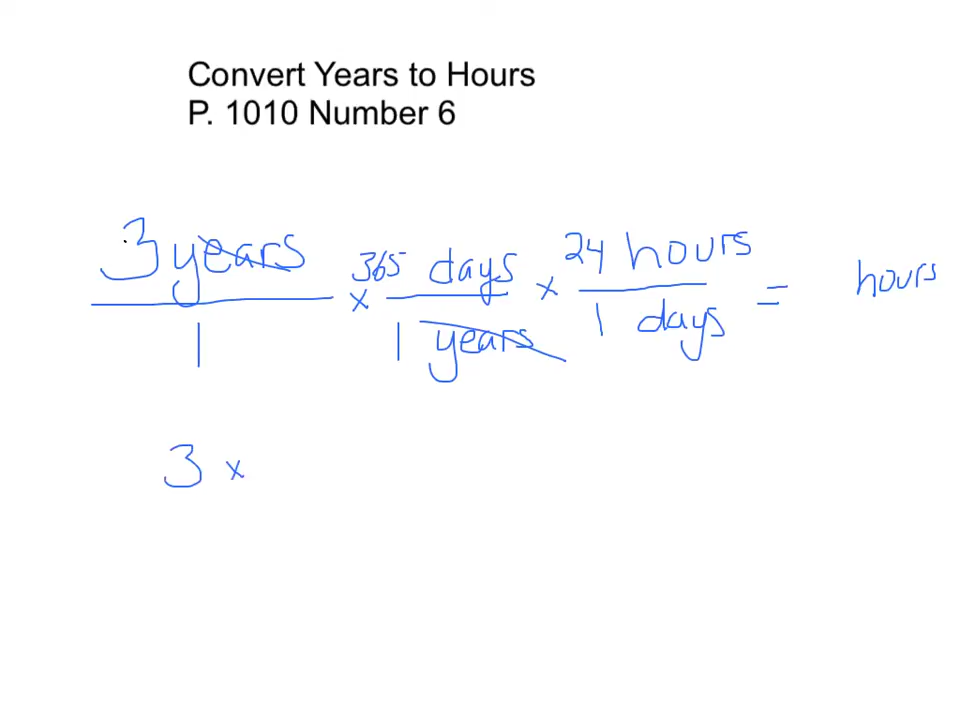 Convert Years to Hours
P. 1010 Number 6
3 years × 365 days × 24 hours = hours
1 1 years 1 days
3 ×